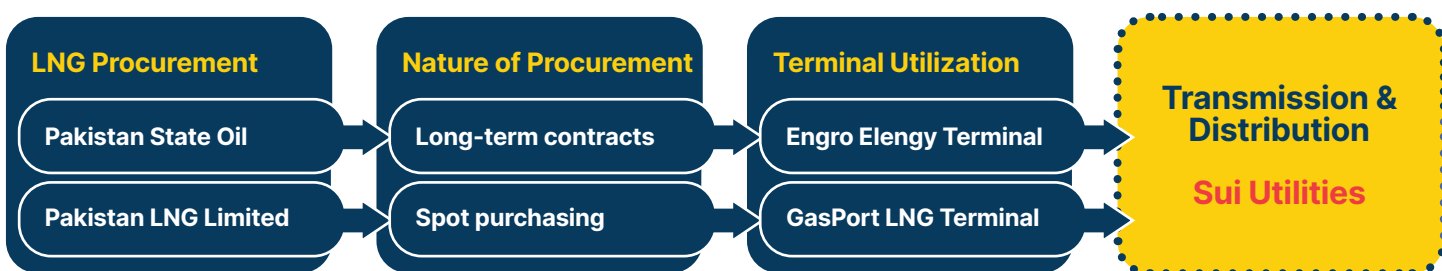 LNG Procurement
Pakistan State Oil
Pakistan LNG Limited
Nature of Procurement
Long-term contracts
Spot purchasing
Terminal Utilization
Engro Elengy Terminal
GasPort LNG Terminal
Transmission &
Distribution
Sui Utilities